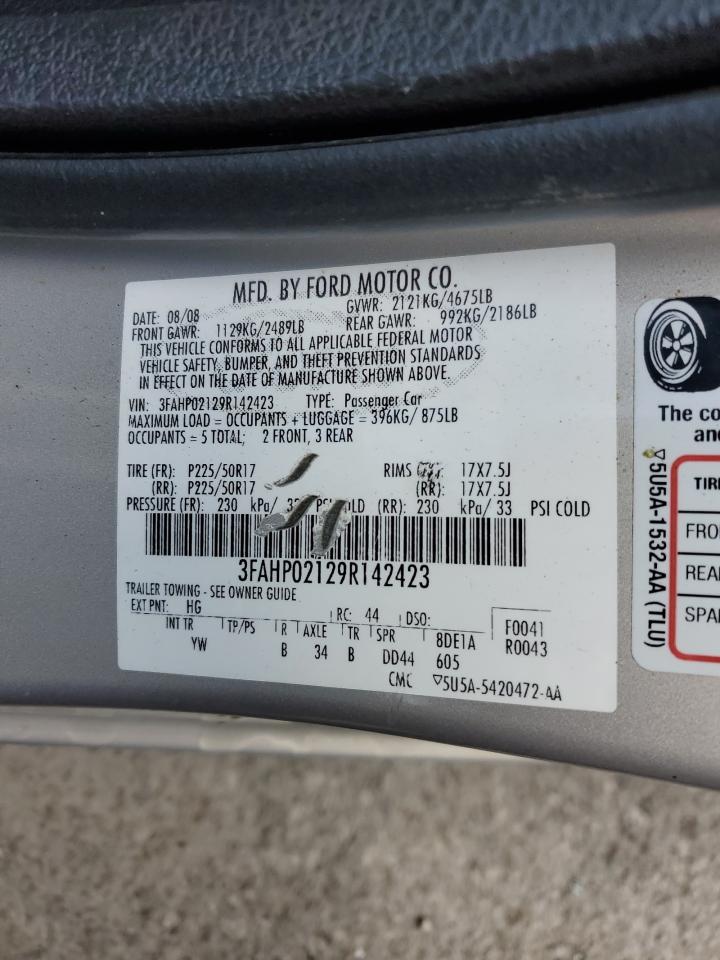 MFD. BY FORD MOTOR CO.
DATE: 08/08 GVWR: 2121KG/4675LB
FRONT GAWR: 1129KG/2489LB REAR GAWR: 992KG/2186LB
THIS VEHICLE CONFORMS TO ALL APPLICABLE FEDERAL MOTOR
VEHICLE SAFETY, BUMPER, AND THEFT PREVENTION STANDARDS
IN EFFECT ON THE DATE OF MANUFACTURE SHOWN ABOVE.
VIN: 3FAHP02129R142423 TYPE: Passenger Car
MAXIMUM LOAD = OCCUPANTS + LUGGAGE = 396KG/ 875LB
OCCUPANTS = 5 TOTAL; 2 FRONT, 3 REAR
TIRE (FR): P225/50R17 RIMS 17X7.5J
(RR): P225/50R17 (RR): 17X7.5J
PRESSURE (FR): 230 kPa/ (RR): 230 kPa/ 33 PSI COLD
3FAHP02129R142423
TRAILER TOWING - SEE OWNER GUIDE
EXT PNT: HG RC: 44 DSO: F0041
INT TR TP/PS R AXLE TR SPR 8DE1A R0043
YW B 34 B DD44 605
CMC ▽5U5A-5420472-AA
The co
an
▽5U5A-1532-AA (TLU)
TIR
FRO
REA
SPA